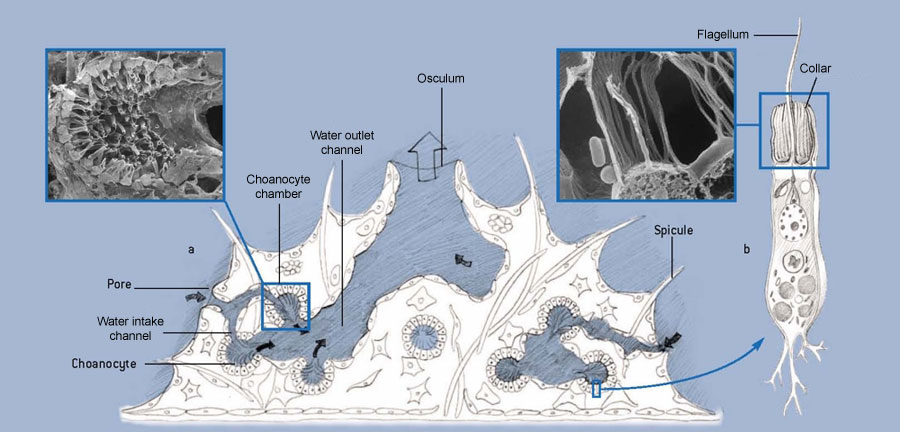 Flagellum
Collar
Osculum
Water outlet
channel
Choanocyte
chamber
a
Spicule
b
Pore
Water intake
channel
Choanocyte